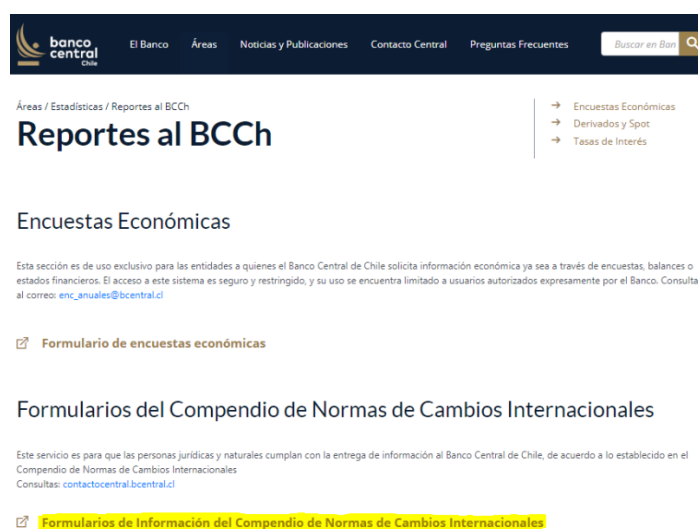 banco
central
Chile
El Banco Áreas Noticias y Publicaciones Contacto Central Preguntas Frecuentes Buscar en Ban
Áreas / Estadísticas / Reportes al BCCh
Reportes al BCCh
→ Encuestas Económicas
→ Derivados y Spot
→ Tasas de Interés
Encuestas Económicas
Esta sección es de uso exclusivo para las entidades a quienes el Banco Central de Chile solicita información económica ya sea a través de encuestas, balances o
estados financieros. El acceso a este sistema es seguro y restringido, y su uso se encuentra limitado a usuarios autorizados expresamente por el Banco. Consulta
al correo: enc_anuales@bcentral.cl
Formulario de encuestas económicas
Formularios del Compendio de Normas de Cambios Internacionales
Este servicio es para que las personas jurídicas y naturales cumplan con la entrega de información al Banco Central de Chile, de acuerdo a lo establecido en el
Compendio de Normas de Cambios Internacionales
Consultas: contactocentral.bcentral.cl
Formularios de Información del Compendio de Normas de Cambios Internacionales